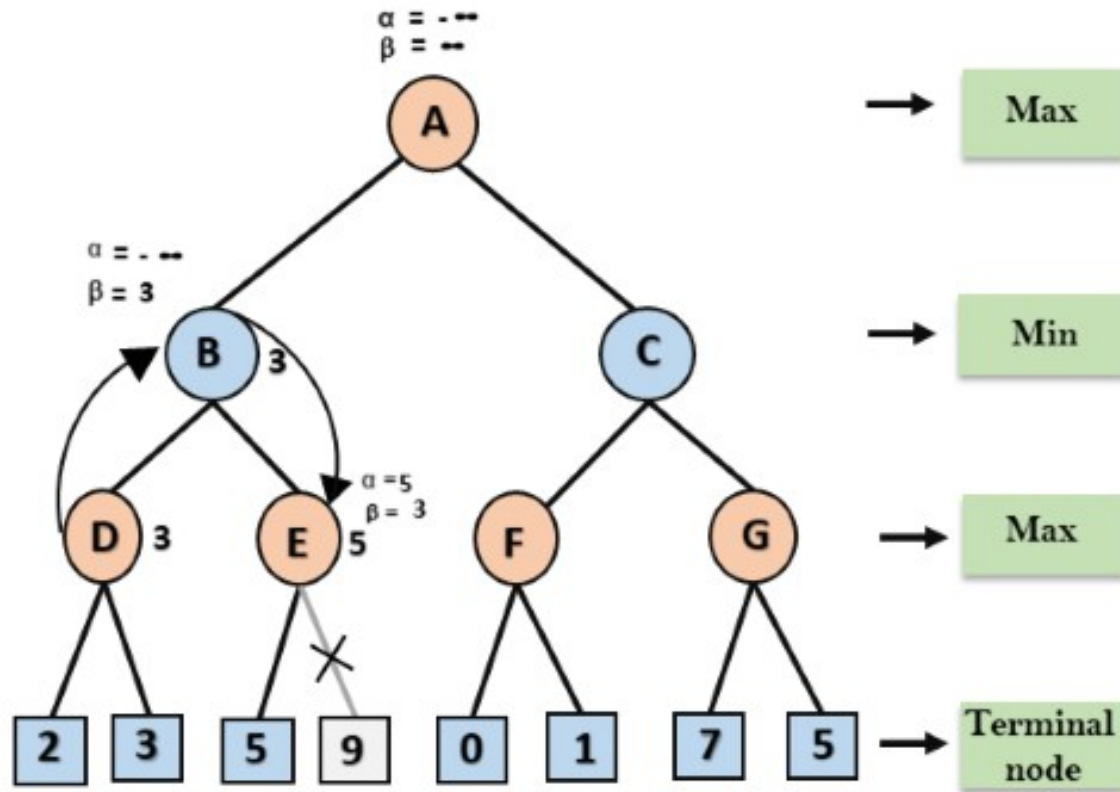 α = - ∞
β = ∞
A
Max
α = - ∞
β = 3
B
3
C
Min
α = 5
β = 3
D
3
E
5
F
G
Max
2
3
5
9
0
1
7
5
Terminal
node